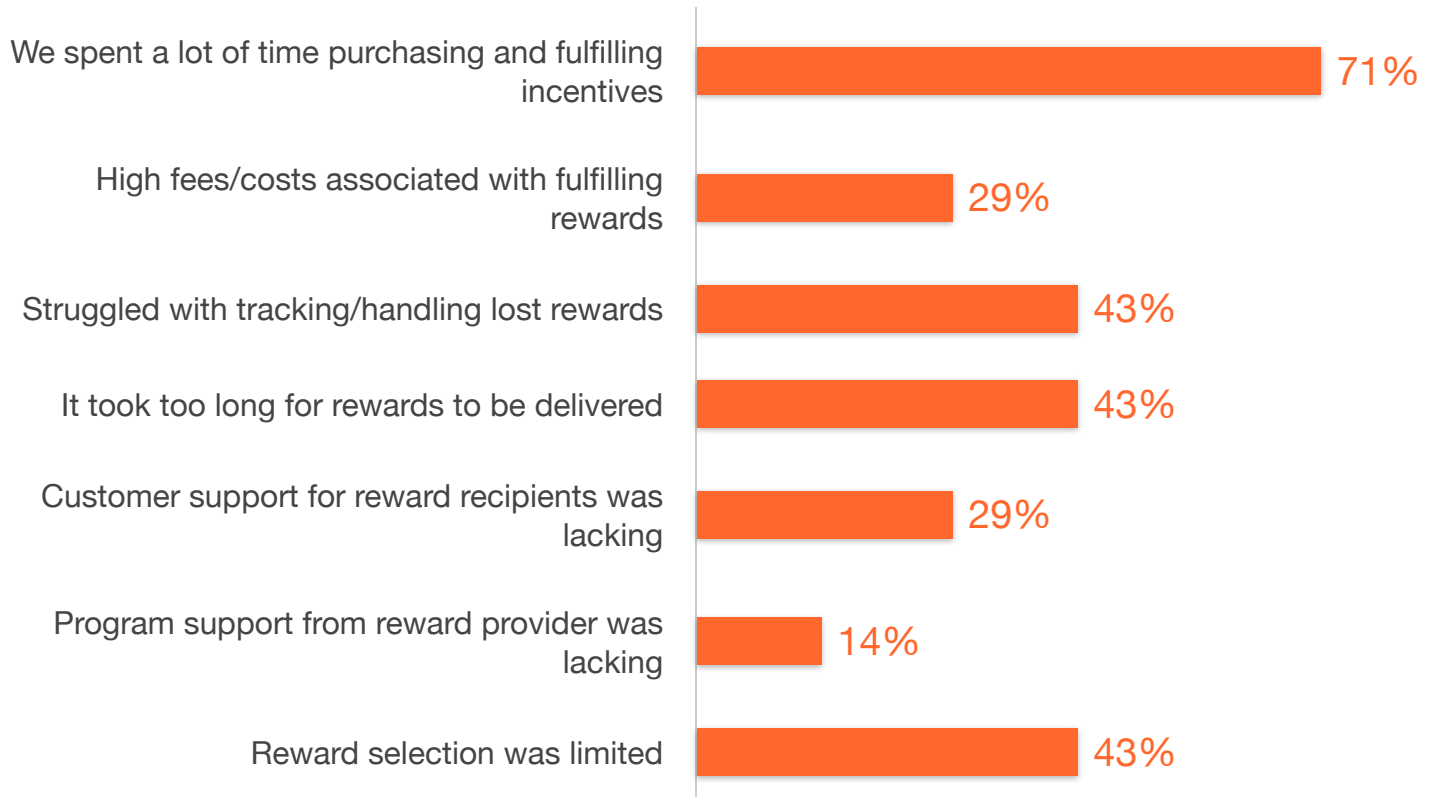 We spent a lot of time purchasing and fulfilling
incentives
71%
High fees/costs associated with fulfilling
rewards
29%
Struggled with tracking/handling lost rewards
43%
It took too long for rewards to be delivered
43%
Customer support for reward recipients was
lacking
29%
Program support from reward provider was
lacking
14%
Reward selection was limited
43%